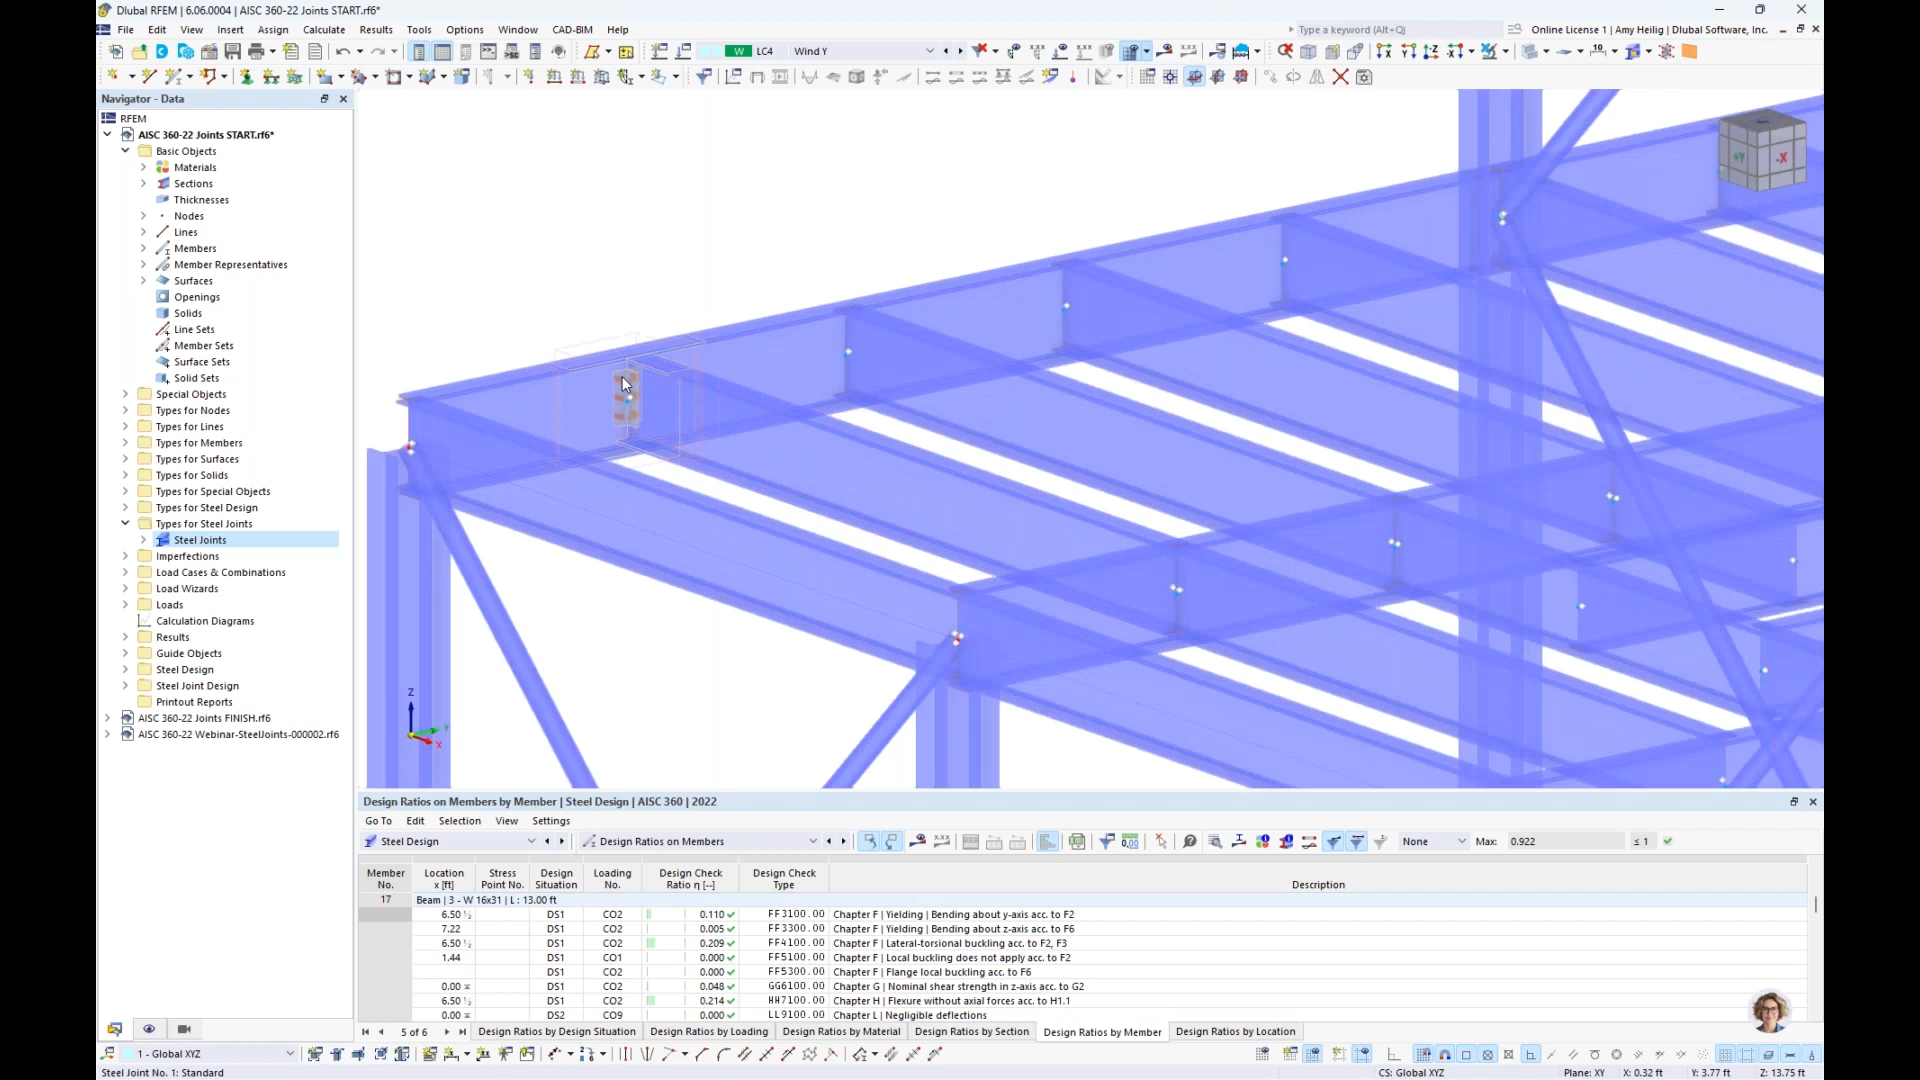 Dlubal RFEM | 6.06.0004 | AISC 360-22 Joints START.rf6*
File Edit View Insert Assign Calculate Results Tools Options Window CAD-BIM Help
Type a keyword (Alt+Q)
Online License 1 | Amy Heilig | Dlubal Software, Inc.
W LC4 Wind Y
Navigator - Data
RFEM
AISC 360-22 Joints START.rf6*
Basic Objects
Materials
Sections
Thicknesses
Nodes
Lines
Members
Member Representatives
Surfaces
Openings
Solids
Line Sets
Member Sets
Surface Sets
Solid Sets
Special Objects
Types for Nodes
Types for Lines
Types for Members
Types for Surfaces
Types for Solids
Types for Special Objects
Types for Steel Design
Types for Steel Joints
Steel Joints
Imperfections
Load Cases & Combinations
Load Wizards
Loads
Calculation Diagrams
Results
Guide Objects
Steel Design
Steel Joint Design
Printout Reports
AISC 360-22 Joints FINISH.rf6
AISC 360-22 Webinar-SteelJoints-000002.rf6
+Y -X
Z
Y
X
Design Ratios on Members by Member | Steel Design | AISC 360 | 2022
Go To Edit Selection View Settings
Steel Design Design Ratios on Members None Max: 0.922 ≤ 1
Member Location Stress Design Loading Design Check Design Check
No. x [ft] Point No. Situation No. Ratio η [--] Type Description
17 Beam | 3 - W 16x31 | L : 13.00 ft
6.50 ½ DS1 CO2 0.110 FF3100.00 Chapter F | Yielding | Bending about y-axis acc. to F2
7.22 DS1 CO2 0.005 FF3300.00 Chapter F | Yielding | Bending about z-axis acc. to F6
6.50 ½ DS1 CO2 0.209 FF4100.00 Chapter F | Lateral-torsional buckling acc. to F2, F3
1.44 DS1 CO1 0.000 FF5100.00 Chapter F | Local buckling does not apply acc. to F2
DS1 CO2 0.000 FF5300.00 Chapter F | Flange local buckling acc. to F6
0.00 DS1 CO2 0.048 GG6100.00 Chapter G | Nominal shear strength in z-axis acc. to G2
6.50 ½ DS1 CO2 0.214 HH7100.00 Chapter H | Flexure without axial forces acc. to H1.1
0.00 DS2 CO9 0.000 LL9100.00 Chapter L | Negligible deflections
5 of 6 Design Ratios by Design Situation Design Ratios by Loading Design Ratios by Material Design Ratios by Section Design Ratios by Member Design Ratios by Location
1 - Global XYZ
Steel Joint No. 1: Standard CS: Global XYZ Plane: XY X: 0.32 ft Y: 3.77 ft Z: 13.75 ft